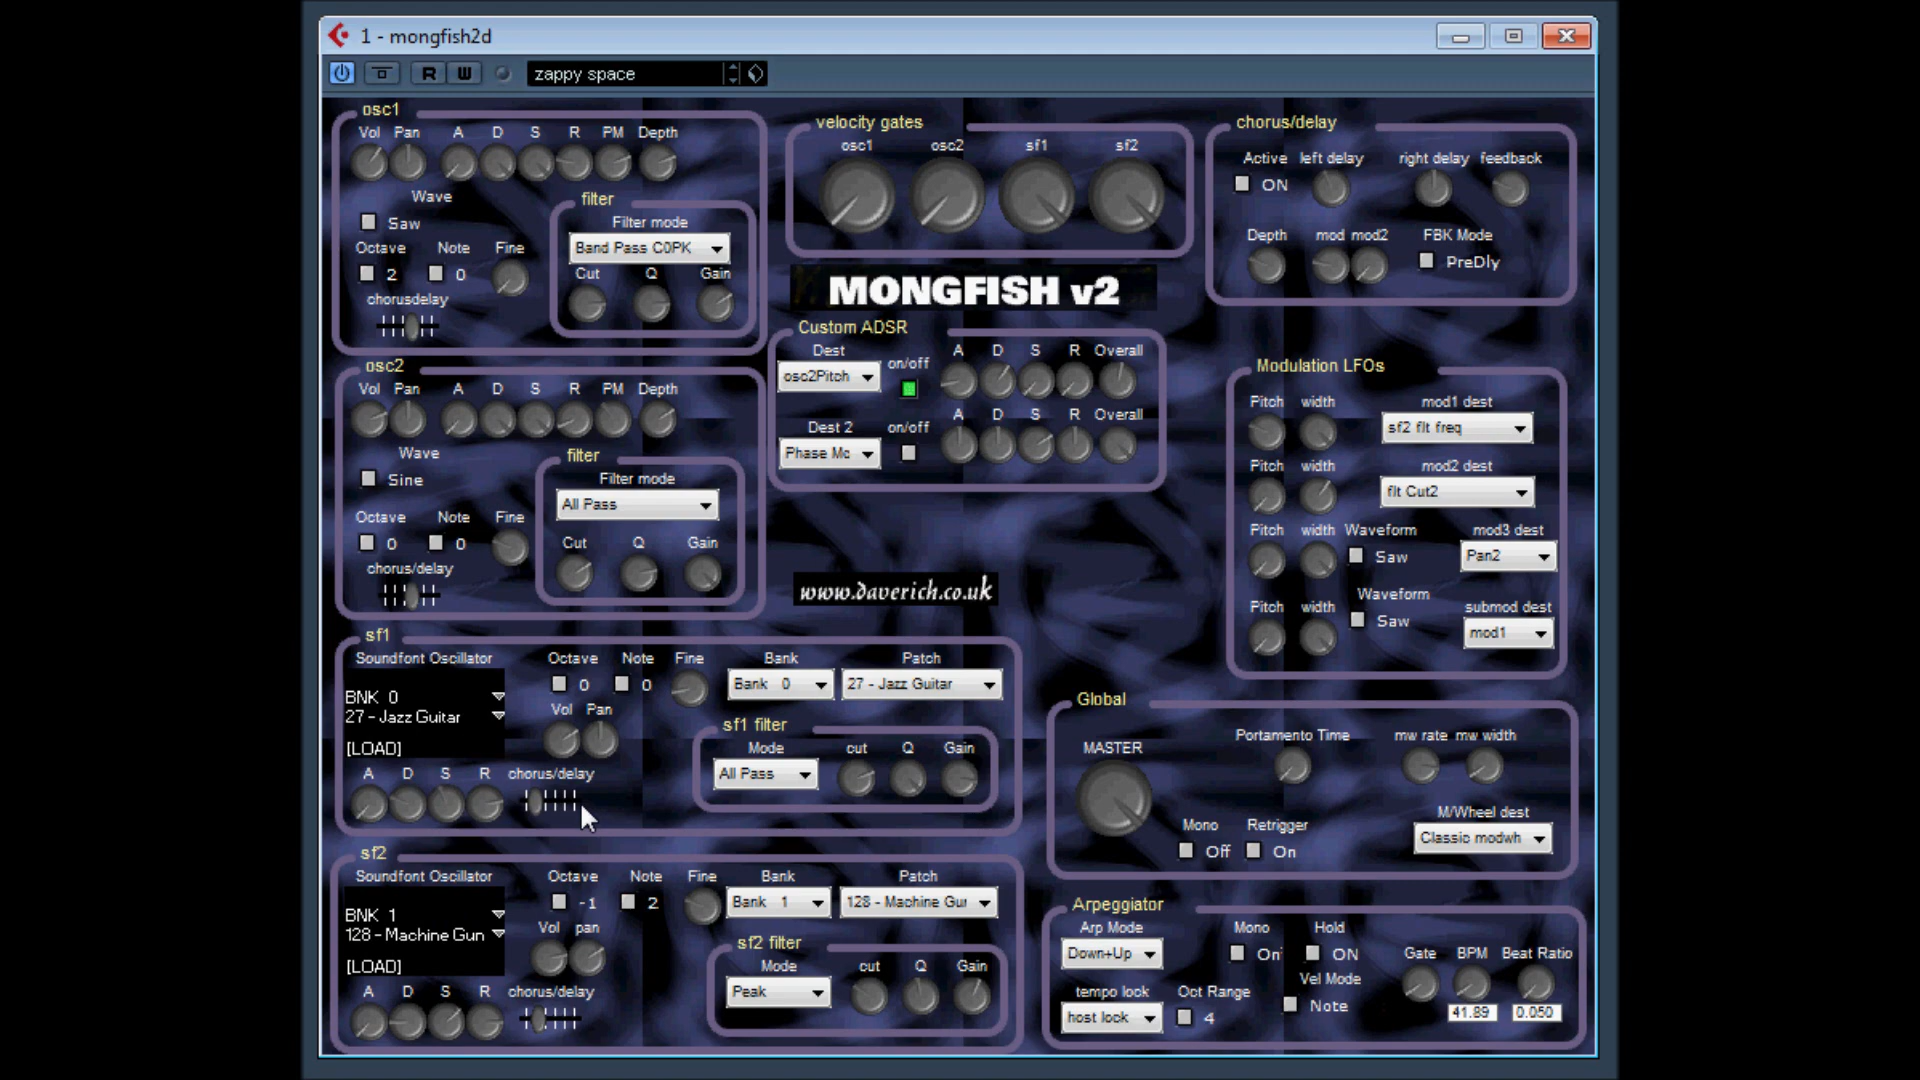 1 - mongfish2d
R W zappy space
osc1
Vol Pan A D S R PM Depth
Wave
Saw
Octave Note Fine
2 0
chorusdelay
filter
Filter mode
Band Pass C0PK
Cut Q Gain
osc2
Vol Pan A D S R PM Depth
Wave
Sine
Octave Note Fine
0 0
chorus/delay
filter
Filter mode
All Pass
Cut Q Gain
velocity gates
osc1 osc2 sf1 sf2
MONGFISH v2
Custom ADSR
Dest on/off A D S R Overall
osc2Pitch
Dest 2 on/off A D S R Overall
Phase Mc
www.daverich.co.uk
chorus/delay
Active left delay right delay feedback
ON
Depth mod mod2 FBK Mode
PreDly
Modulation LFOs
Pitch width mod1 dest
sf2 flt freq
Pitch width mod2 dest
flt Cut2
Pitch width Waveform mod3 dest
Saw Pan2
Waveform
Pitch width submod dest
Saw mod1
sf1
Soundfont Oscillator Octave Note Fine Bank Patch
0 0 Bank 0 27 - Jazz Guitar
BNK 0
27 - Jazz Guitar
[LOAD]
Vol Pan
A D S R chorus/delay
sf1 filter
Mode cut Q Gain
All Pass
sf2
Soundfont Oscillator Octave Note Fine Bank Patch
-1 2 Bank 1 128 - Machine Gur
BNK 1
128 - Machine Gun
[LOAD]
Vol pan
A D S R chorus/delay
sf2 filter
Mode cut Q Gain
Peak
Global
MASTER Portamento Time mw rate mw width
Mono Retrigger M/Wheel dest
Off On Classic modwh
Arpeggiator
Arp Mode Mono Hold
Down+Up On ON Gate BPM Beat Ratio
tempo lock Oct Range Vel Mode
host lock 4 Note 41.89 0.050